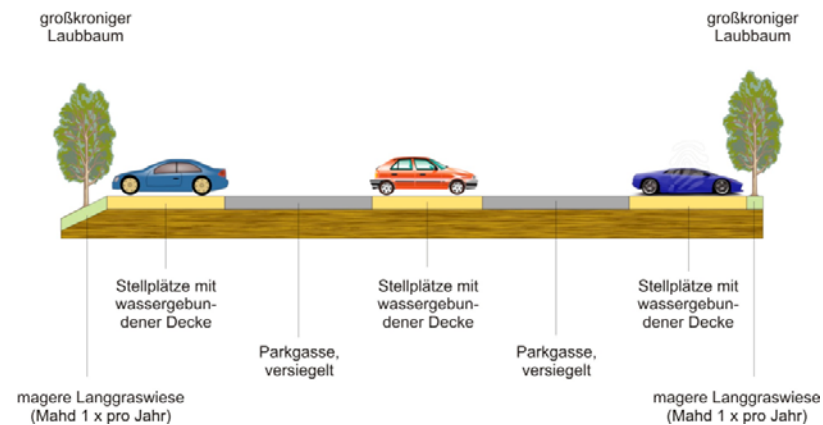 großkroniger
Laubbaum
großkroniger
Laubbaum
Stellplätze mit
wassergebun-
dener Decke
Stellplätze mit
wassergebun-
dener Decke
Stellplätze mit
wassergebun-
dener Decke
Parkgasse,
versiegelt
Parkgasse,
versiegelt
magere Langgraswiese
(Mahd 1 x pro Jahr)
magere Langgraswiese
(Mahd 1 x pro Jahr)